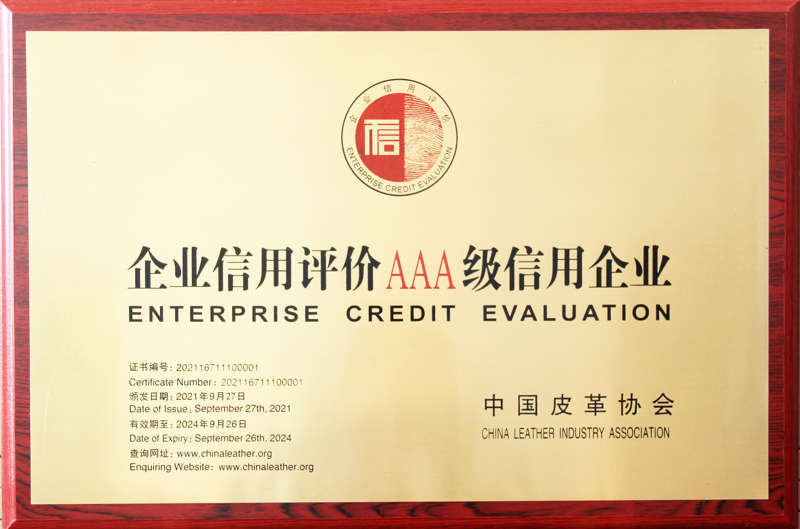 企业信用评价
信
ENTERPRISE CREDIT EVALUATION
企业信用评价AAA级信用企业
ENTERPRISE CREDIT EVALUATION
证书编号: 202116711100001
Certificate Number: 202116711100001
颁发日期: 2021年9月27日
Date of Issue: September 27th, 2021
有效期至: 2024年9月26日
Date of Expiry: September 26th, 2024
查询网址: www.chinaleather.org
Enquiring Website: www.chinaleather.org
中国皮革协会
CHINA LEATHER INDUSTRY ASSOCIATION